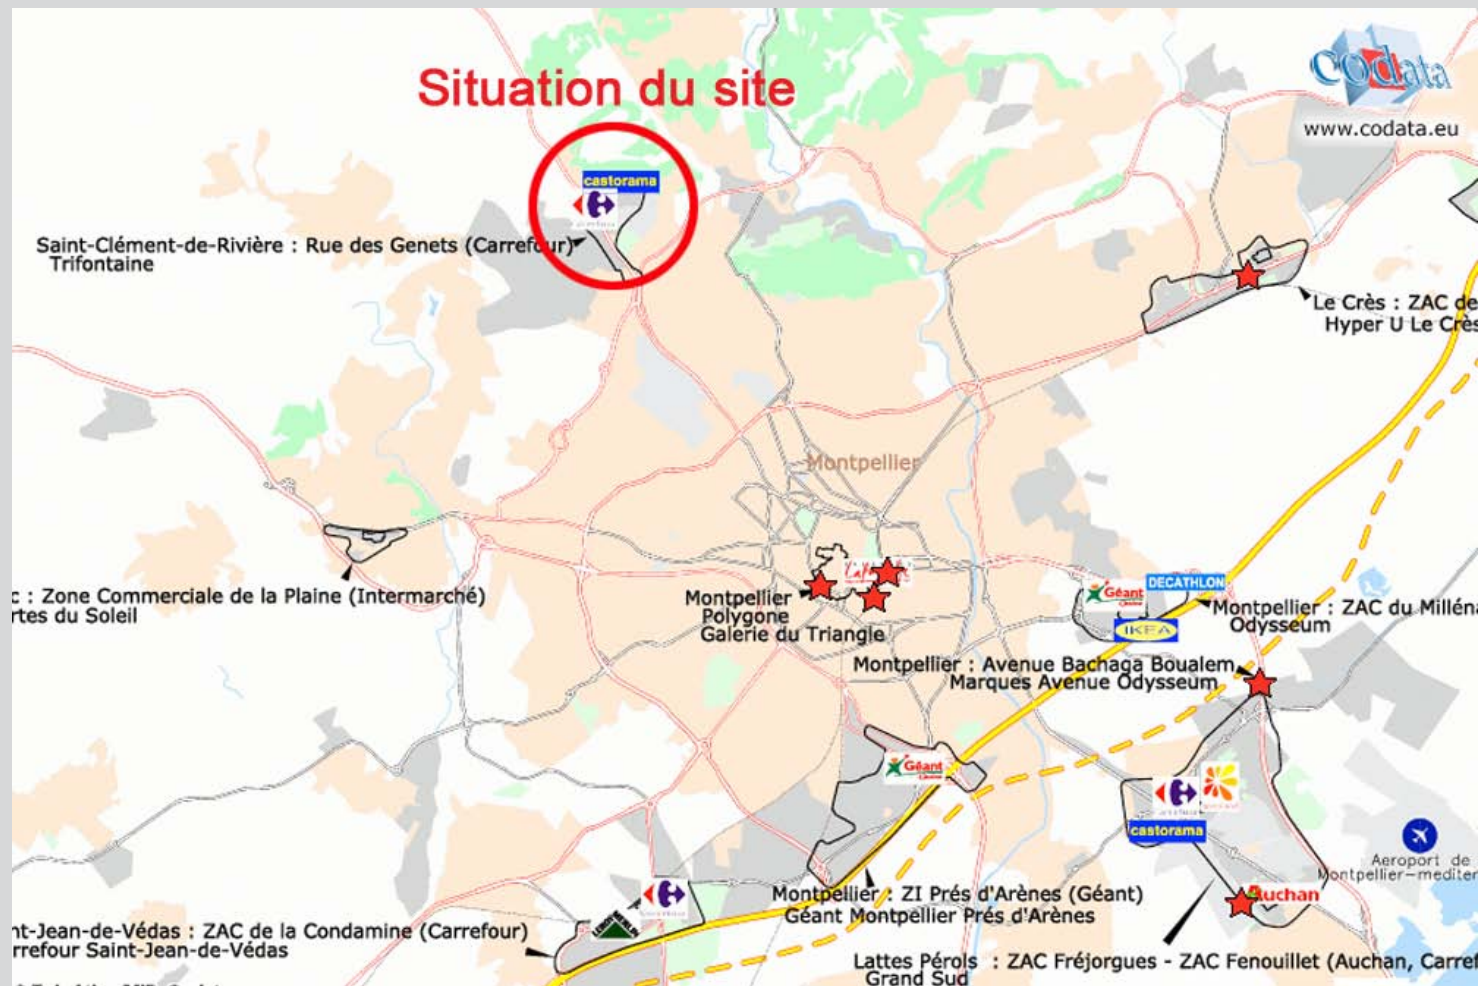 Situation du site
codata
www.codata.eu
castorama
Saint-Clément-de-Rivière : Rue des Genets (Carrefour)
Trifontaine
Le Crès : ZAC de
Hyper U Le Crès
Montpellier
c : Zone Commerciale de la Plaine (Intermarché)
rtes du Soleil
Montpellier
Polygone
Galerie du Triangle
Géant
DECATHLON
IKEA
Montpellier : ZAC du Milléna
Odysseum
Montpellier : Avenue Bachaga Boualem
Marques Avenue Odysseum
Géant
castorama
Aeroport de
Montpellier-mediter
Auchan
Montpellier : ZI Prés d'Arènes (Géant)
Géant Montpellier Prés d'Arènes
LEROY MERLIN
nt-Jean-de-Védas : ZAC de la Condamine (Carrefour)
rrefour Saint-Jean-de-Védas
Lattes Pérols : ZAC Fréjorgues - ZAC Fenouillet (Auchan, Carref
Grand Sud